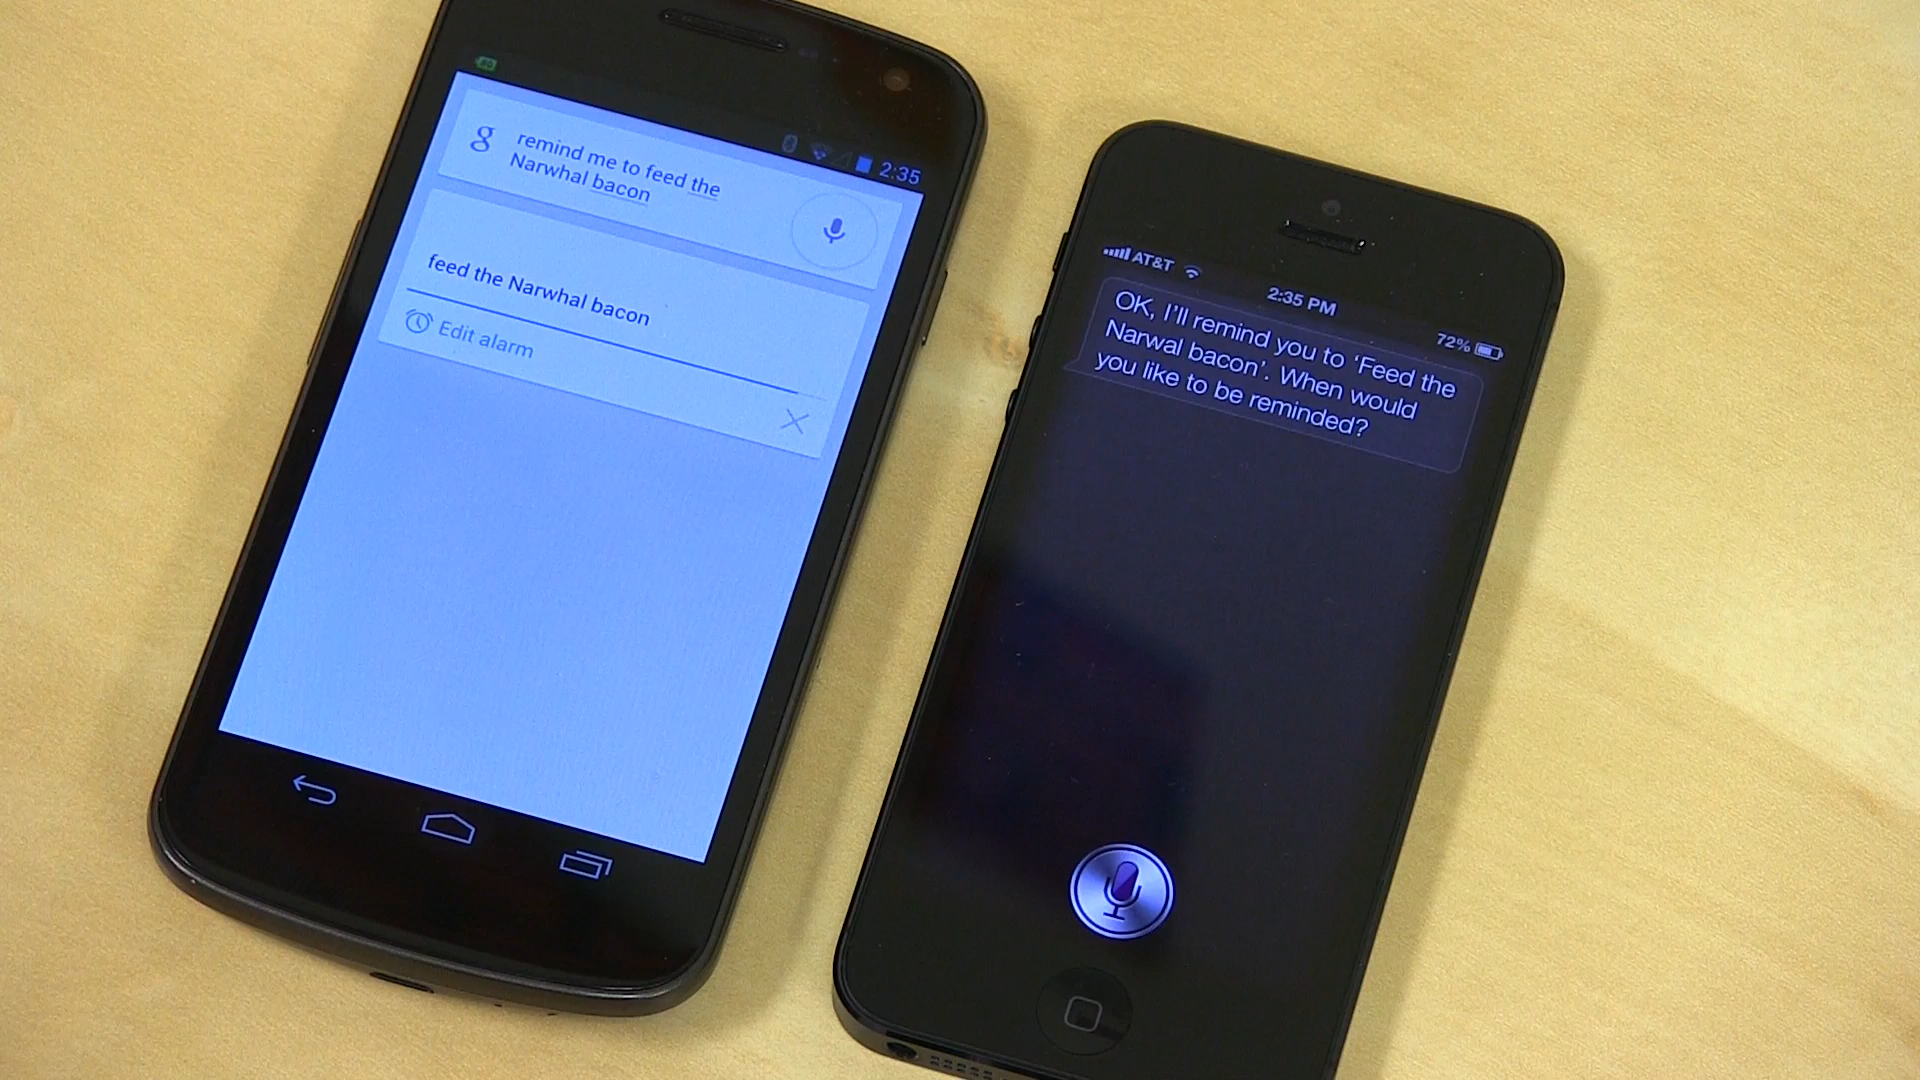 80
2:35
g
remind me to feed the
Narwhal bacon
feed the Narwhal bacon
Edit alarm
AT&T
2:35 PM
72%
OK, I'll remind you to 'Feed the
Narwal bacon'. When would
you like to be reminded?